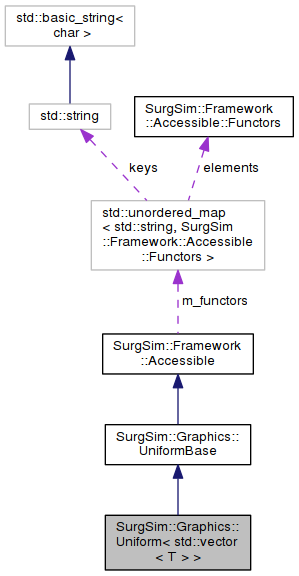 std::basic_string<
char >
std::string
SurgSim::Framework
::Accessible::Functors
keys
elements
std::unordered_map
< std::string, SurgSim
::Framework::Accessible
::Functors >
m_functors
SurgSim::Framework
::Accessible
SurgSim::Graphics::
UniformBase
SurgSim::Graphics::
Uniform< std::vector
< T > >